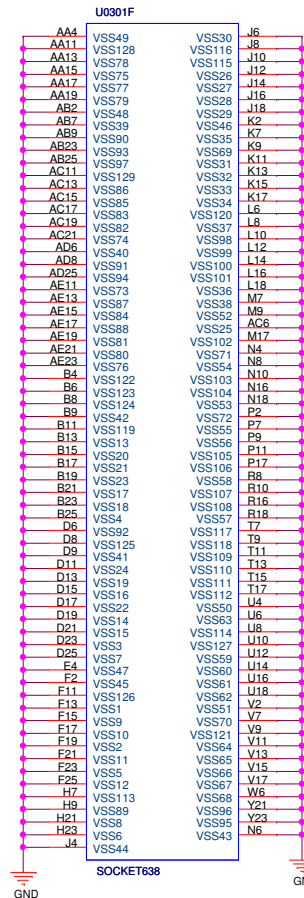 U0301F
AA4 VSS49 VSS30 J6
AA11 VSS128 VSS116 J8
AA13 VSS78 VSS115 J10
AA15 VSS75 VSS26 J12
AA17 VSS77 VSS27 J14
AA19 VSS79 VSS28 J16
AB2 VSS48 VSS29 J18
AB7 VSS39 VSS46 K2
AB9 VSS90 VSS35 K7
AB23 VSS93 VSS69 K9
AB25 VSS97 VSS31 K11
AC11 VSS129 VSS32 K13
AC13 VSS86 VSS33 K15
AC15 VSS85 VSS34 K17
AC17 VSS83 VSS120 L6
AC19 VSS82 VSS37 L8
AC21 VSS74 VSS98 L10
AD6 VSS40 VSS99 L12
AD8 VSS91 VSS100 L14
AD25 VSS94 VSS101 L16
AE11 VSS73 VSS36 L18
AE13 VSS87 VSS38 M7
AE15 VSS84 VSS52 M9
AE17 VSS88 VSS25 AC6
AE19 VSS81 VSS102 M17
AE21 VSS80 VSS71 N4
AE23 VSS76 VSS54 N8
B4 VSS122 VSS103 N10
B6 VSS123 VSS104 N16
B8 VSS124 VSS53 N18
B9 VSS42 VSS72 P2
B11 VSS119 VSS55 P7
B13 VSS13 VSS56 P9
B15 VSS20 VSS105 P11
B17 VSS21 VSS106 P17
B19 VSS23 VSS58 R8
B21 VSS17 VSS107 R10
B23 VSS18 VSS108 R16
B25 VSS4 VSS57 R18
D6 VSS92 VSS117 T7
D8 VSS125 VSS118 T9
D9 VSS41 VSS109 T11
D11 VSS24 VSS110 T13
D13 VSS19 VSS111 T15
D15 VSS16 VSS112 T17
D17 VSS22 VSS50 U4
D19 VSS14 VSS63 U6
D21 VSS15 VSS114 U8
D23 VSS3 VSS127 U10
D25 VSS7 VSS59 U12
E4 VSS47 VSS60 U14
F2 VSS45 VSS61 U16
F11 VSS126 VSS62 U18
F13 VSS1 VSS51 V2
F15 VSS9 VSS70 V7
F17 VSS10 VSS121 V9
F19 VSS2 VSS64 V11
F21 VSS11 VSS65 V13
F23 VSS5 VSS66 V15
F25 VSS12 VSS67 V17
H7 VSS113 VSS68 W6
H9 VSS89 VSS96 Y21
H21 VSS8 VSS95 Y23
H23 VSS6 VSS43 N6
J4 VSS44
SOCKET638
GND